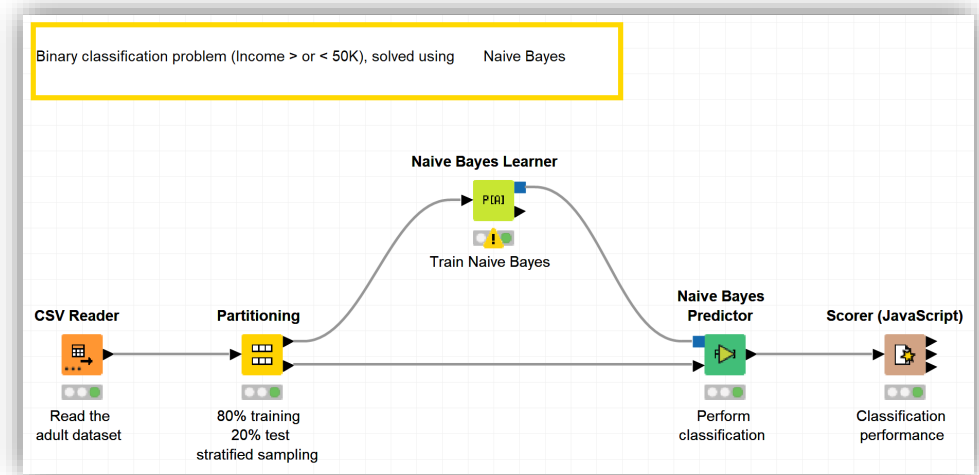 Binary classification problem (Income > or < 50K), solved using Naive Bayes
Naive Bayes Learner
P[A]
Train Naive Bayes
CSV Reader
Partitioning
Naive Bayes
Predictor
Scorer (JavaScript)
Read the
adult dataset
80% training
20% test
stratified sampling
Perform
classification
Classification
performance